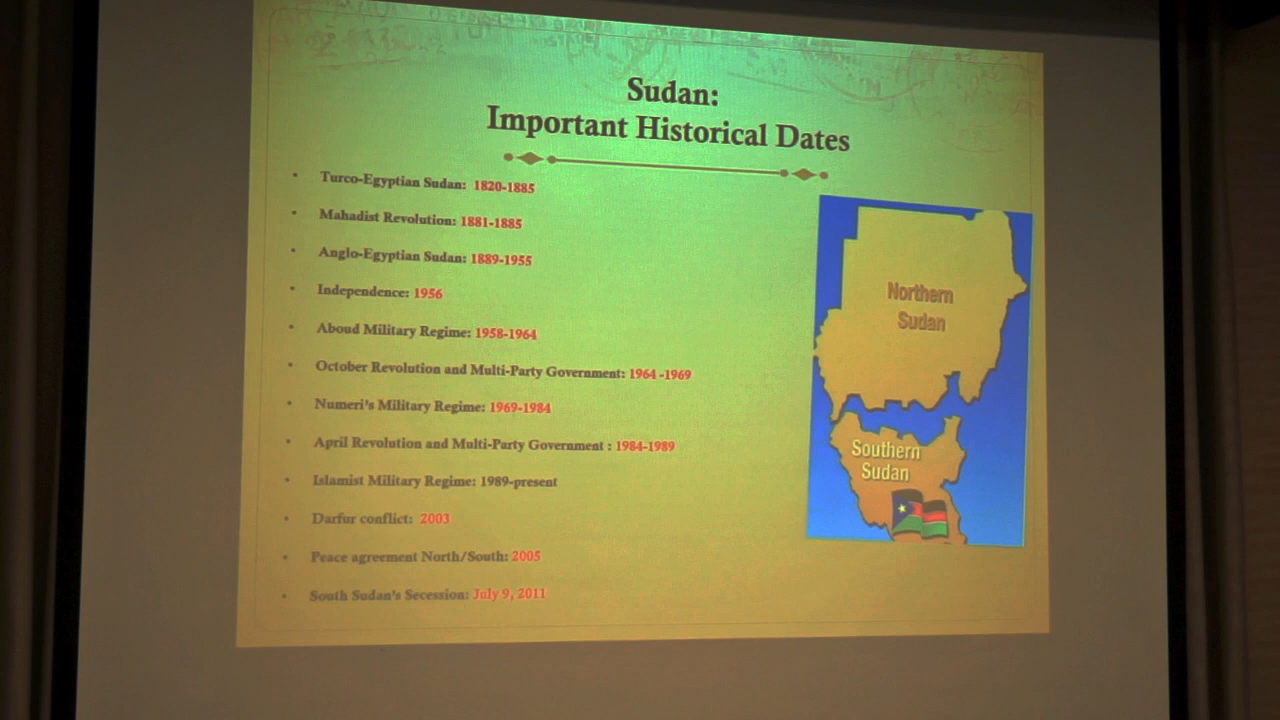 Sudan:
Important Historical Dates
• Turco-Egyptian Sudan: 1820-1885
• Mahadist Revolution: 1881-1885
• Anglo-Egyptian Sudan: 1889-1955
• Independence: 1956
• Aboud Military Regime: 1958-1964
• October Revolution and Multi-Party Government: 1964 -1969
• Numeri's Military Regime: 1969-1984
• April Revolution and Multi-Party Government : 1984-1989
• Islamist Military Regime: 1989-present
• Darfur conflict: 2003
• Peace agreement North/South: 2005
• South Sudan's Secession: July 9, 2011
Northern
Sudan
Southern
Sudan